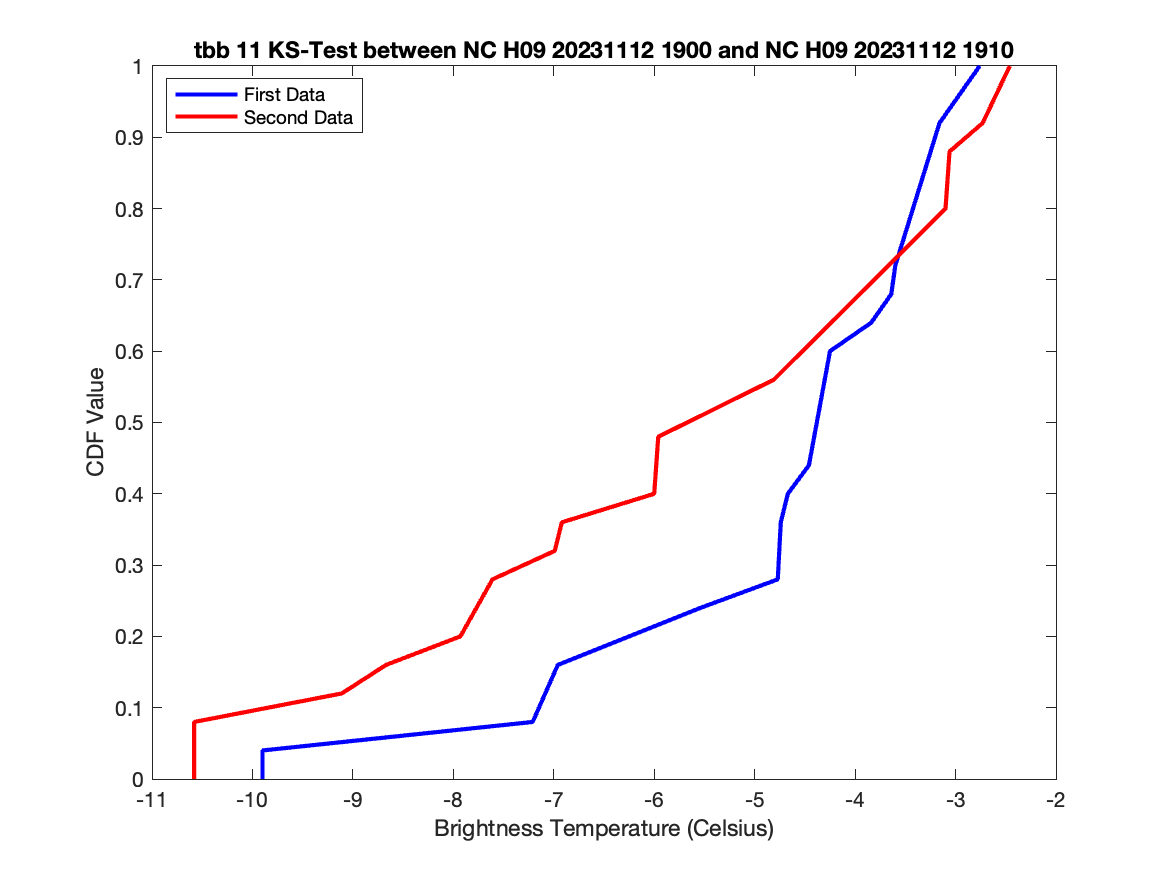 tbb 11 KS-Test between NC H09 20231112 1900 and NC H09 20231112 1910
First Data
Second Data
1
0.9
0.8
0.7
0.6
0.5
0.4
0.3
0.2
0.1
0
CDF Value
-11 -10 -9 -8 -7 -6 -5 -4 -3 -2
Brightness Temperature (Celsius)